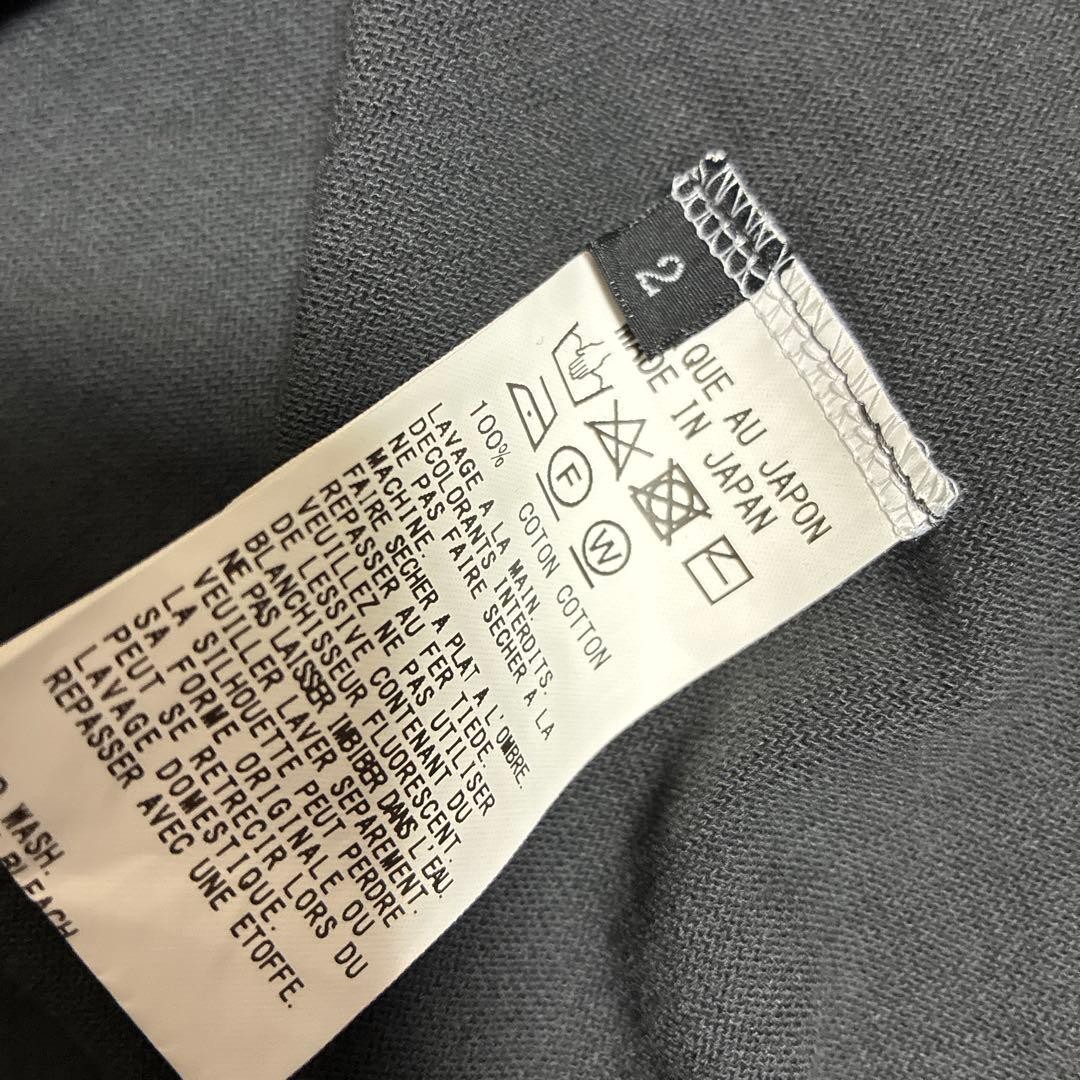 2
QUE AU JAPON
MADE IN JAPAN
F
W
100% COTON COTTON
LAVAGE A LA MAIN.
DECOLORANTS INTERDITS.
NE PAS FAIRE SECHER A LA
MACHINE.
FAIRE SECHER A PLAT A L'OMBRE.
REPASSER AU FER TIEDE.
VEUILLEZ NE PAS UTILISER
DE LESSIVE CONTENANT DU
BLANCHISSEUR FLUORESCENT.
NE PAS LAISSER IMBIBER DANS L'EAU.
VEUILLER LAVER SEPAREMENT.
LA SILHOUETTE PEUT PERDRE
SA FORME ORIGINALE OU
PEUT SE RETRECIR LORS DU
LAVAGE DOMESTIQUE.
REPASSER AVEC UNE ETOFFE.
WASH.
BLEACH